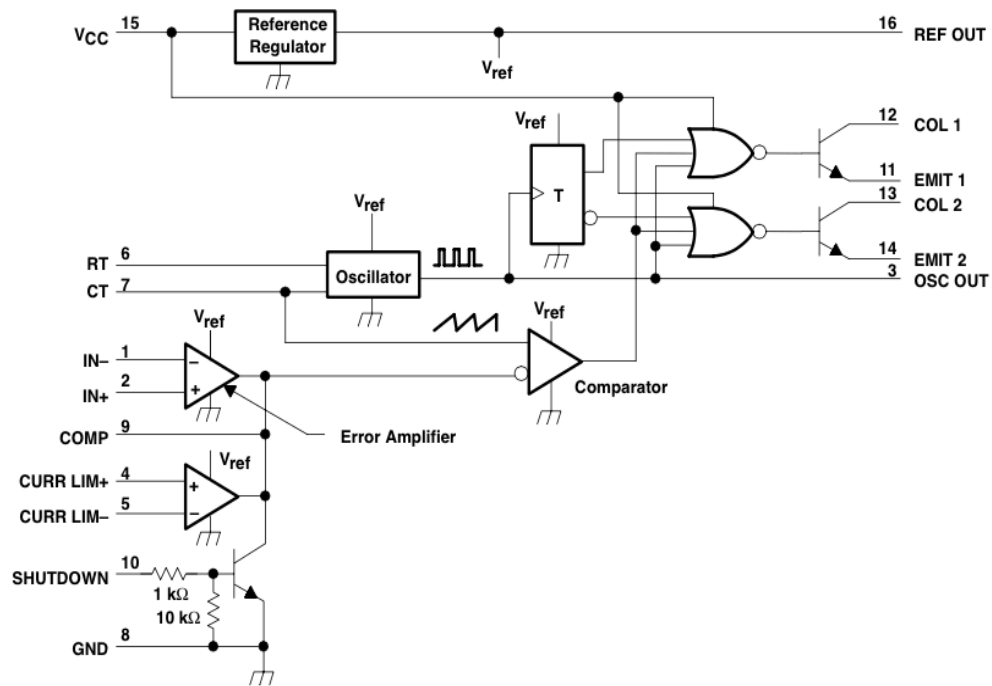 VCC
15
Reference
Regulator
16
REF OUT
Vref
Vref
12
COL 1
11
EMIT 1
13
COL 2
T
14
EMIT 2
3
OSC OUT
Vref
RT
6
CT
7
Oscillator
Vref
IN–
1
IN+
2
Vref
Comparator
COMP
9
Error Amplifier
CURR LIM+
4
CURR LIM–
5
Vref
+
–
–
+
SHUTDOWN
10
1 kΩ
10 kΩ
GND
8